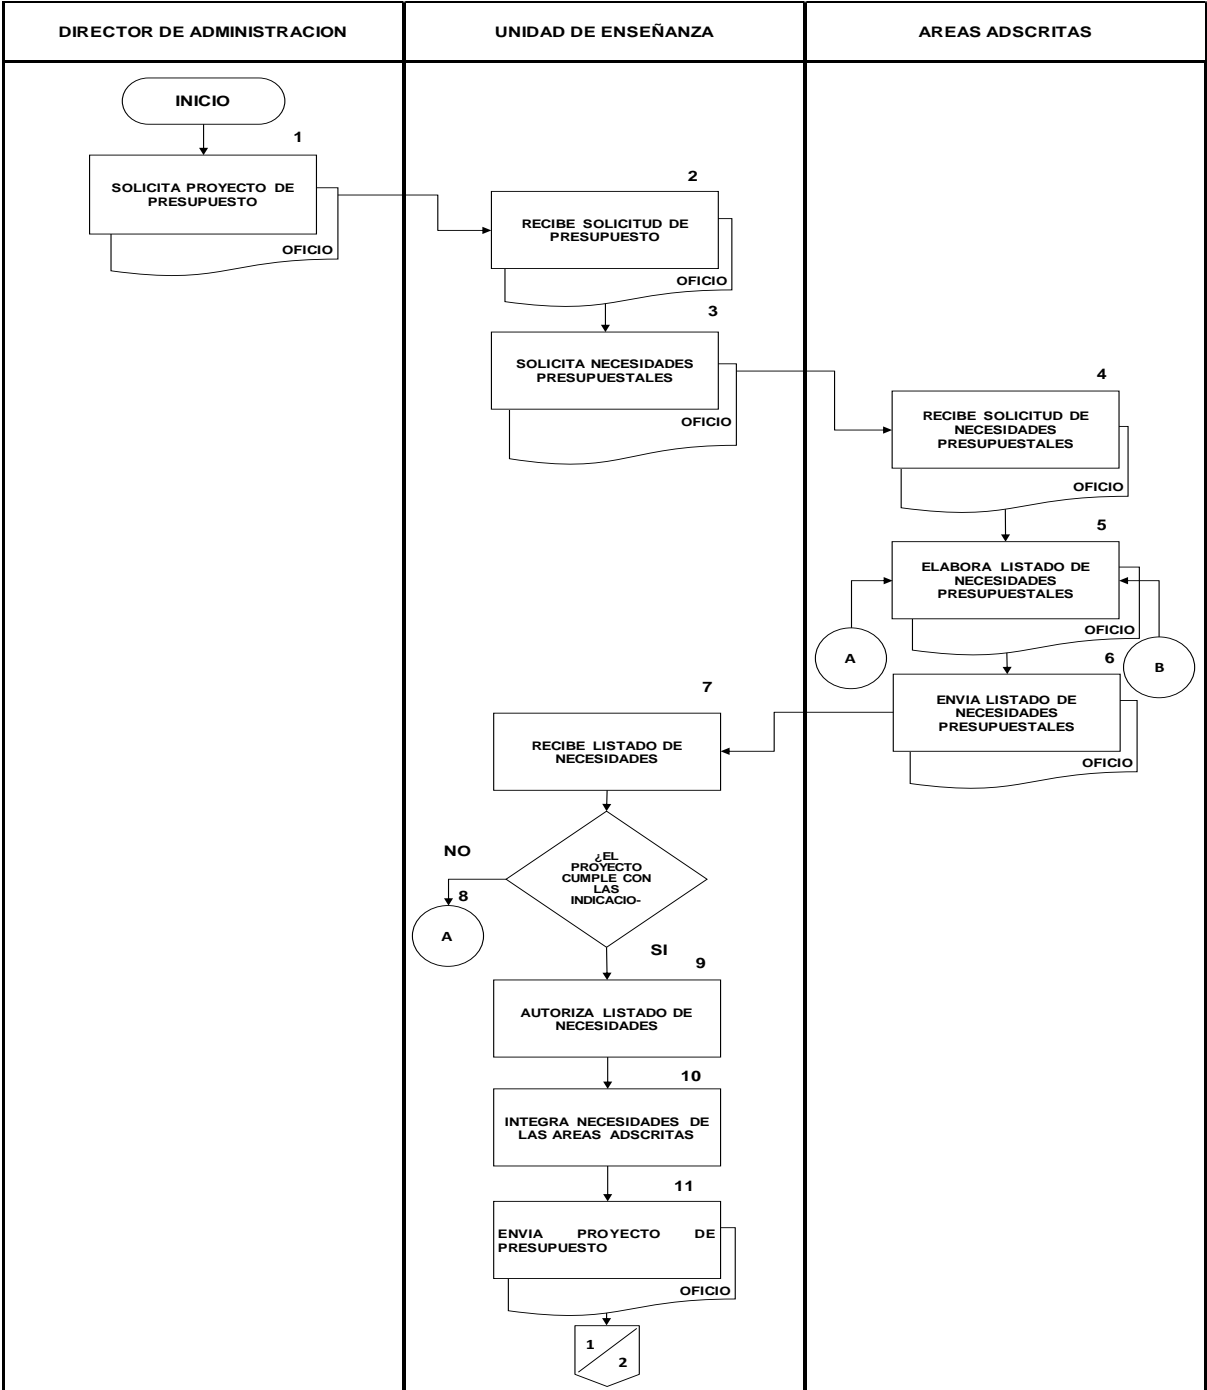 DIRECTOR DE ADMINISTRACION
UNIDAD DE ENSEÑANZA
AREAS ADSCRITAS
INICIO
1
SOLICITA PROYECTO DE
PRESUPUESTO
OFICIO
2
RECIBE SOLICITUD DE
PRESUPUESTO
OFICIO
3
SOLICITA NECESIDADES
PRESUPUESTALES
OFICIO
4
RECIBE SOLICITUD DE
NECESIDADES
PRESUPUESTALES
OFICIO
5
ELABORA LISTADO DE
NECESIDADES
PRESUPUESTALES
OFICIO
A
B
6
ENVIA LISTADO DE
NECESIDADES
PRESUPUESTALES
OFICIO
7
RECIBE LISTADO DE
NECESIDADES
¿EL
PROYECTO
CUMPLE CON
LAS
INDICACIO-
NO
8
A
SI
9
AUTORIZA LISTADO DE
NECESIDADES
10
INTEGRA NECESIDADES DE
LAS AREAS ADSCRITAS
11
ENVIA PROYECTO DE
PRESUPUESTO
OFICIO
1
2